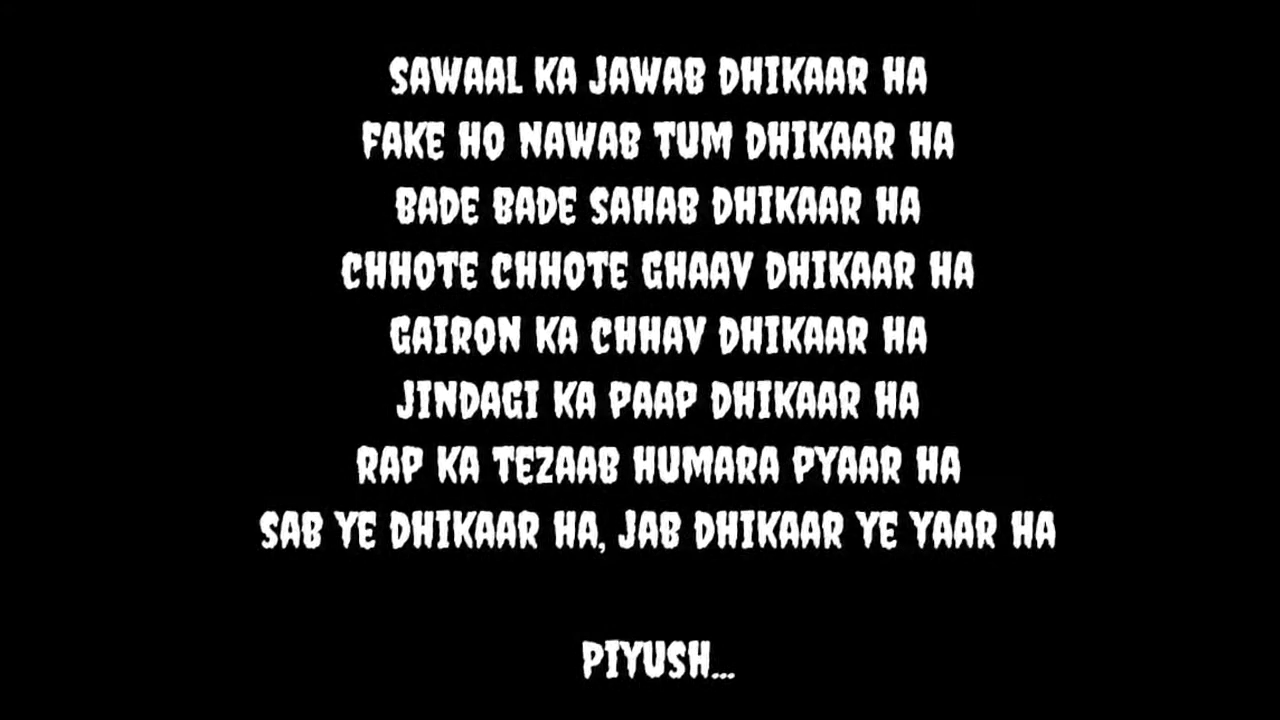 SAWAAL KA JAWAB DHIKAAR HA
FAKE HO NAWAB TUM DHIKAAR HA
BADE BADE SAHAB DHIKAAR HA
CHHOTE CHHOTE GHAAV DHIKAAR HA
GAIRON KA CHHAV DHIKAAR HA
JINDAGI KA PAAP DHIKAAR HA
RAP KA TEZAAB HUMARA PYAAR HA
SAB YE DHIKAAR HA, JAB DHIKAAR YE YAAR HA
PIYUSH...